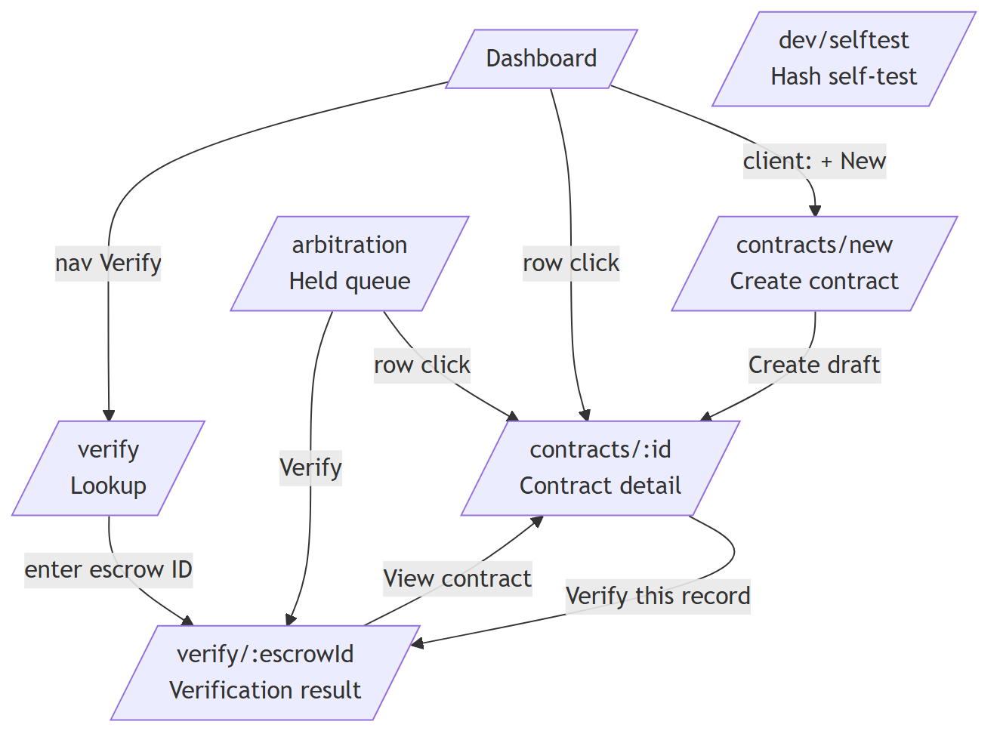 Dashboard
dev/selftest
Hash self-test
client: + New
arbitration
Held queue
nav Verify
row click
contracts/new
Create contract
row click
Create draft
verify
Lookup
Verify
contracts/:id
Contract detail
enter escrow ID
View contract
Verify this record
verify/:escrowId
Verification result